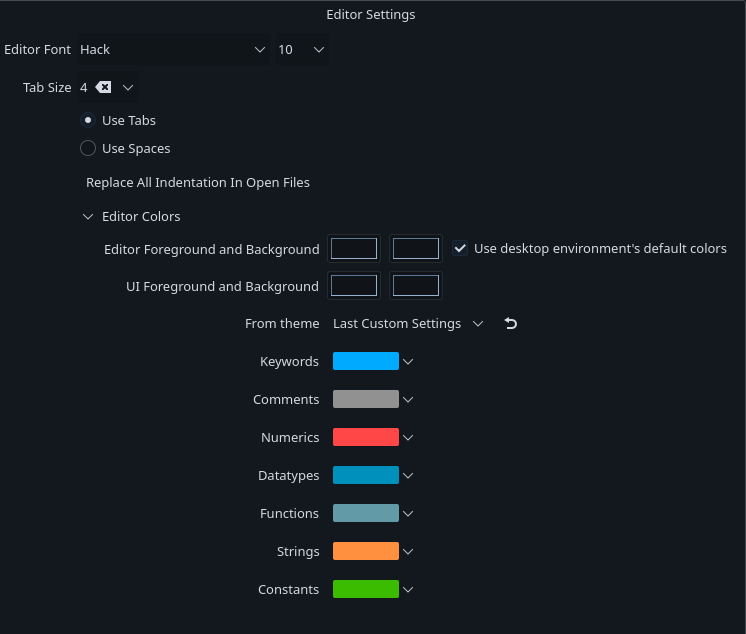 Editor Settings
Editor Font Hack 10
Tab Size 4
Use Tabs
Use Spaces
Replace All Indentation In Open Files
Editor Colors
Editor Foreground and Background Use desktop environment's default colors
UI Foreground and Background
From theme Last Custom Settings
Keywords
Comments
Numerics
Datatypes
Functions
Strings
Constants